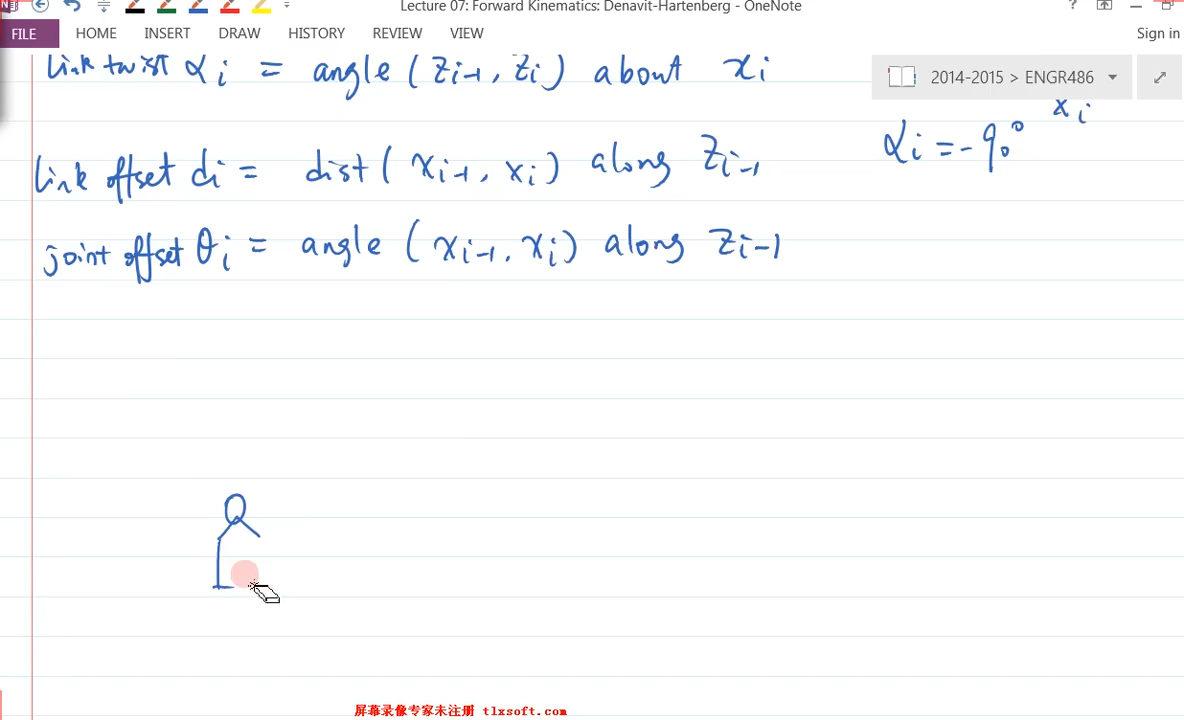 Lecture 07: Forward Kinematics: Denavit-Hartenberg - OneNote
FILE HOME INSERT DRAW HISTORY REVIEW VIEW Sign in
2014-2015 > ENGR486
link twist αi = angle (zi-1, zi) about xi
xi
αi = -90°
link offset di = dist (xi-1, xi) along zi-1
joint offset θi = angle (xi-1, xi) along zi-1
屏幕录像专家未注册 tlxsoft.com